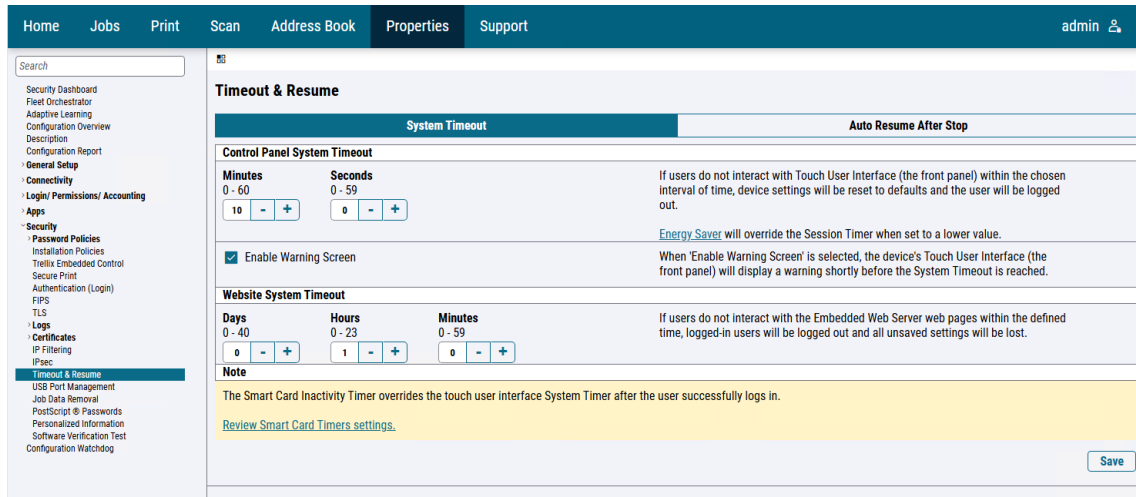 Home Jobs Print Scan Address Book Properties Support admin
Search
Security Dashboard
Fleet Orchestrator
Adaptive Learning
Configuration Overview
Description
Configuration Report
General Setup
Connectivity
Login/ Permissions/ Accounting
Apps
Security
Password Policies
Installation Policies
Trellix Embedded Control
Secure Print
Authentication (Login)
FIPS
TLS
Logs
Certificates
IP Filtering
IPsec
Timeout & Resume
USB Port Management
Job Data Removal
PostScript ® Passwords
Personalized Information
Software Verification Test
Configuration Watchdog
Timeout & Resume
System Timeout Auto Resume After Stop
Control Panel System Timeout
Minutes Seconds
0 - 60 0 - 59
10 - + 0 - +
If users do not interact with Touch User Interface (the front panel) within the chosen
interval of time, device settings will be reset to defaults and the user will be logged
out.
Energy Saver will override the Session Timer when set to a lower value.
Enable Warning Screen
When 'Enable Warning Screen' is selected, the device's Touch User Interface (the
front panel) will display a warning shortly before the System Timeout is reached.
Website System Timeout
Days Hours Minutes
0 - 40 0 - 23 0 - 59
0 - + 1 - + 0 - +
If users do not interact with the Embedded Web Server web pages within the defined
time, logged-in users will be logged out and all unsaved settings will be lost.
Note
The Smart Card Inactivity Timer overrides the touch user interface System Timer after the user successfully logs in.
Review Smart Card Timers settings.
Save